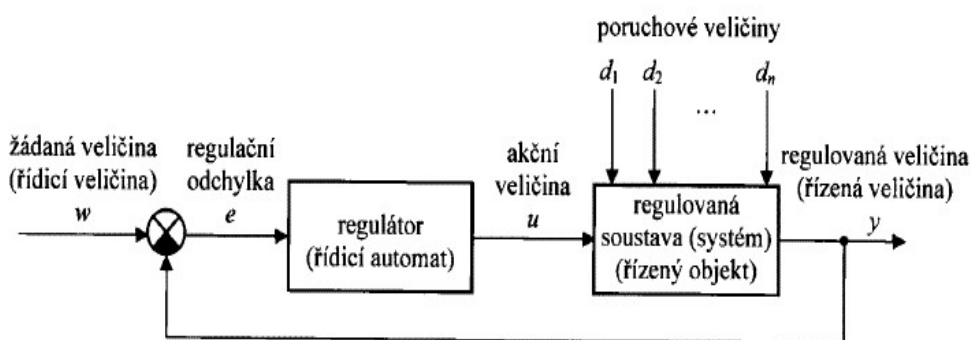 poruchové veličiny
d1 d2 ... dn
žádaná veličina
(řídicí veličina)
w
regulační
odchylka
e
regulátor
(řídicí automat)
akční
veličina
u
regulovaná
soustava (systém)
(řízený objekt)
regulovaná veličina
(řízená veličina)
y